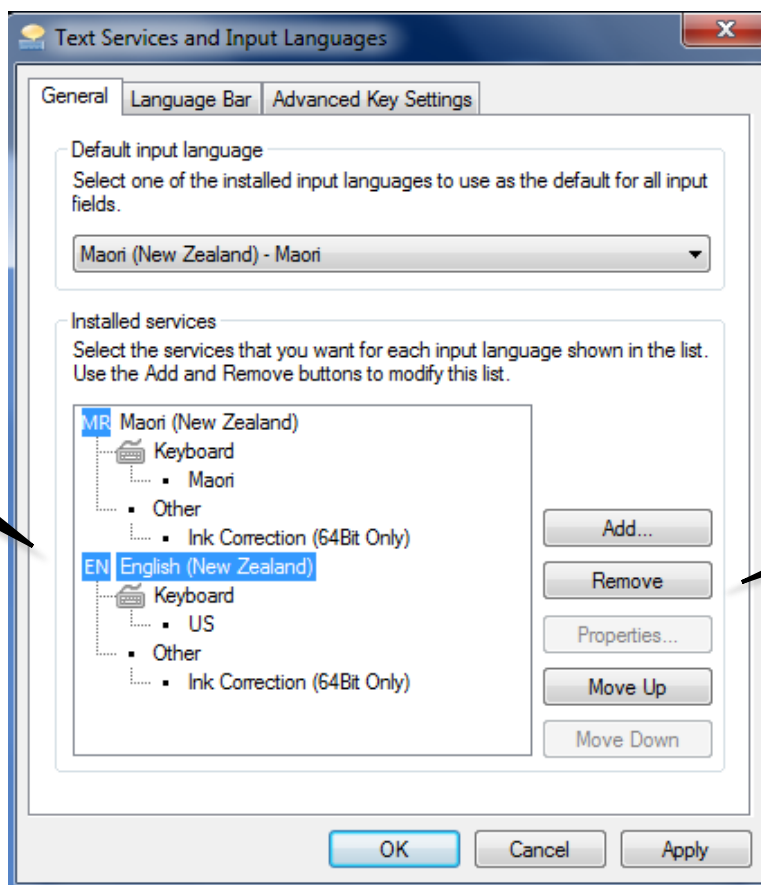 Text Services and Input Languages
General
Language Bar
Advanced Key Settings
Default input language
Select one of the installed input languages to use as the default for all input
fields.
Maori (New Zealand) - Maori
Installed services
Select the services that you want for each input language shown in the list.
Use the Add and Remove buttons to modify this list.
MR Maori (New Zealand)
Keyboard
Maori
Other
Ink Correction (64Bit Only)
EN English (New Zealand)
Keyboard
US
Other
Ink Correction (64Bit Only)
Add...
Remove
Properties...
Move Up
Move Down
OK
Cancel
Apply